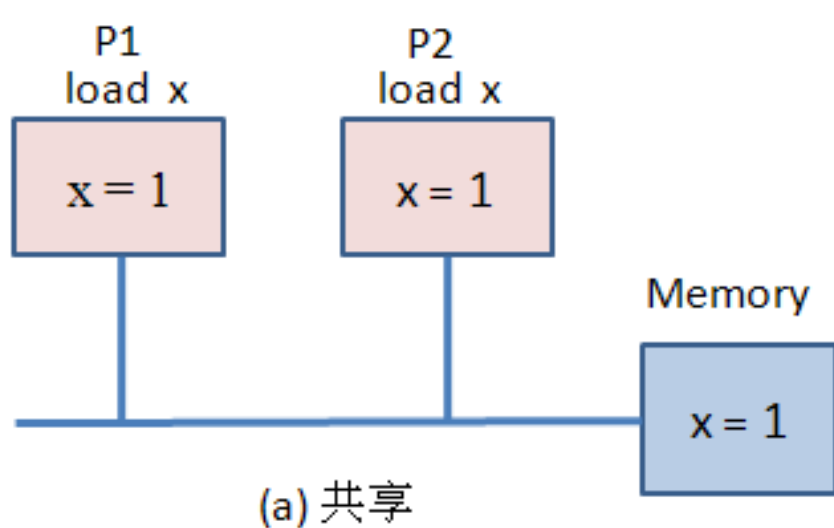 P1
load x
x = 1
P2
load x
x = 1
Memory
x = 1
(a) 共享